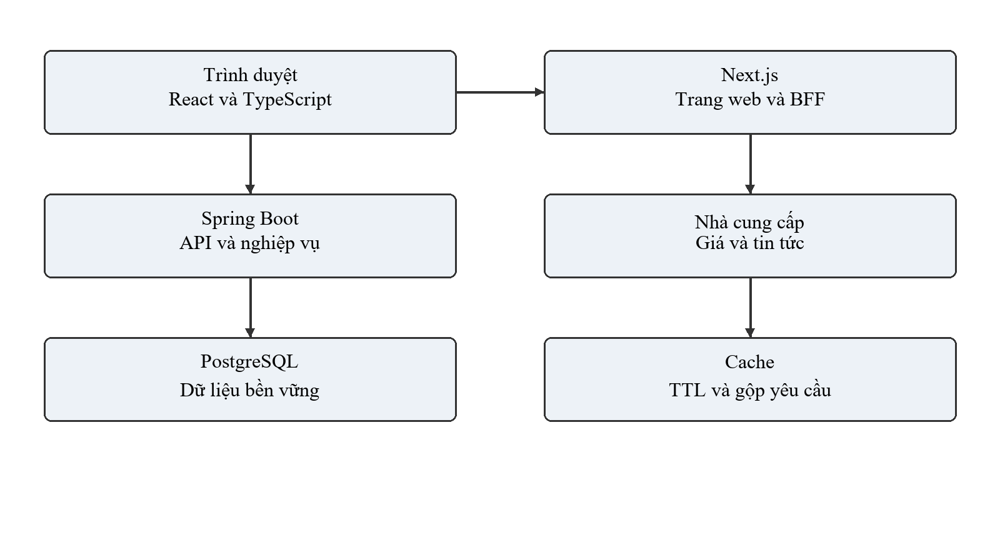 Trình duyệt
React và TypeScript
Next.js
Trang web và BFF
Spring Boot
API và nghiệp vụ
Nhà cung cấp
Giá và tin tức
PostgreSQL
Dữ liệu bền vững
Cache
TTL và gộp yêu cầu